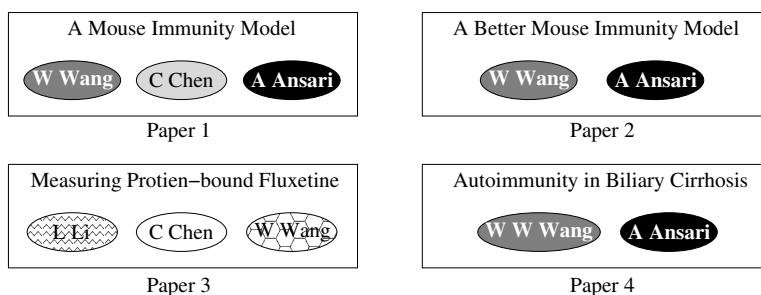 A Mouse Immunity Model
W Wang C Chen A Ansari
Paper 1
A Better Mouse Immunity Model
W Wang A Ansari
Paper 2
Measuring Protien−bound Fluxetine
L Li C Chen W Wang
Paper 3
Autoimmunity in Biliary Cirrhosis
W W Wang A Ansari
Paper 4